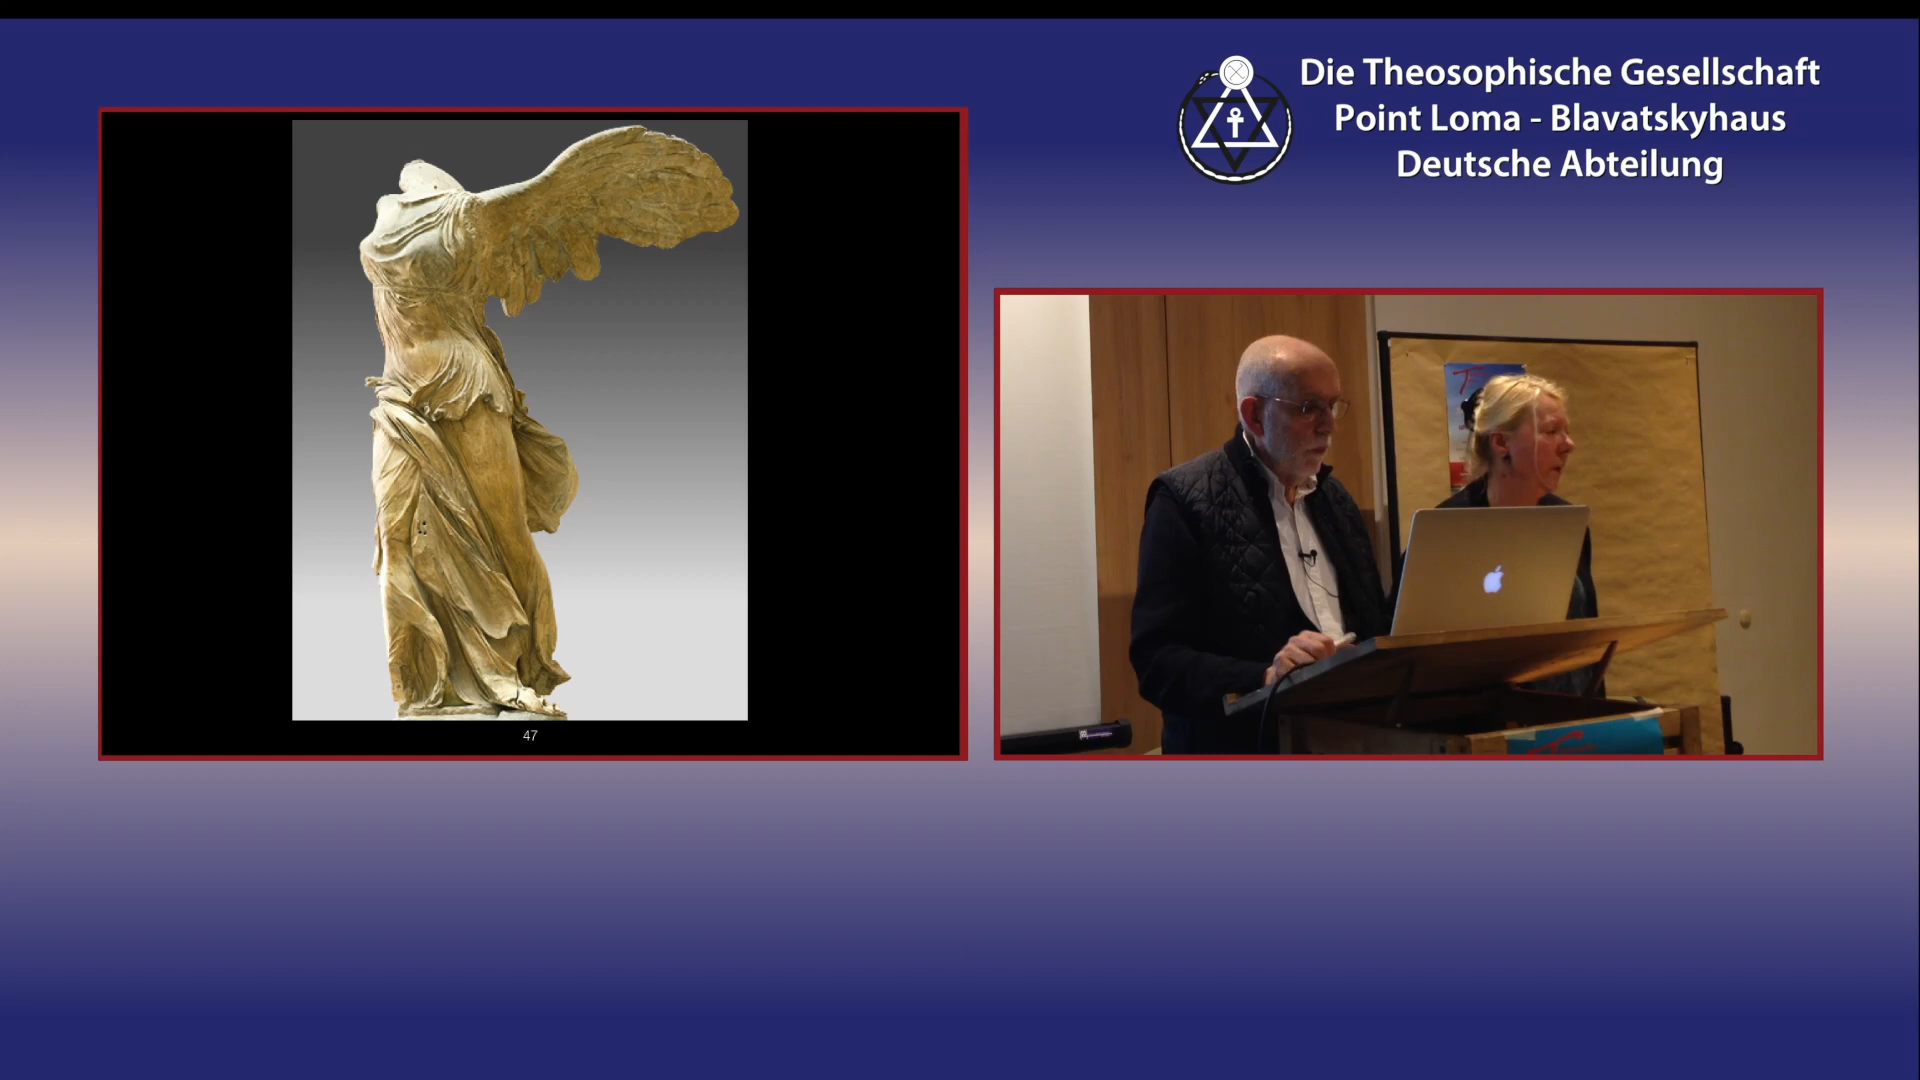 Die Theosophische Gesellschaft
Point Loma - Blavatskyhaus
Deutsche Abteilung
47